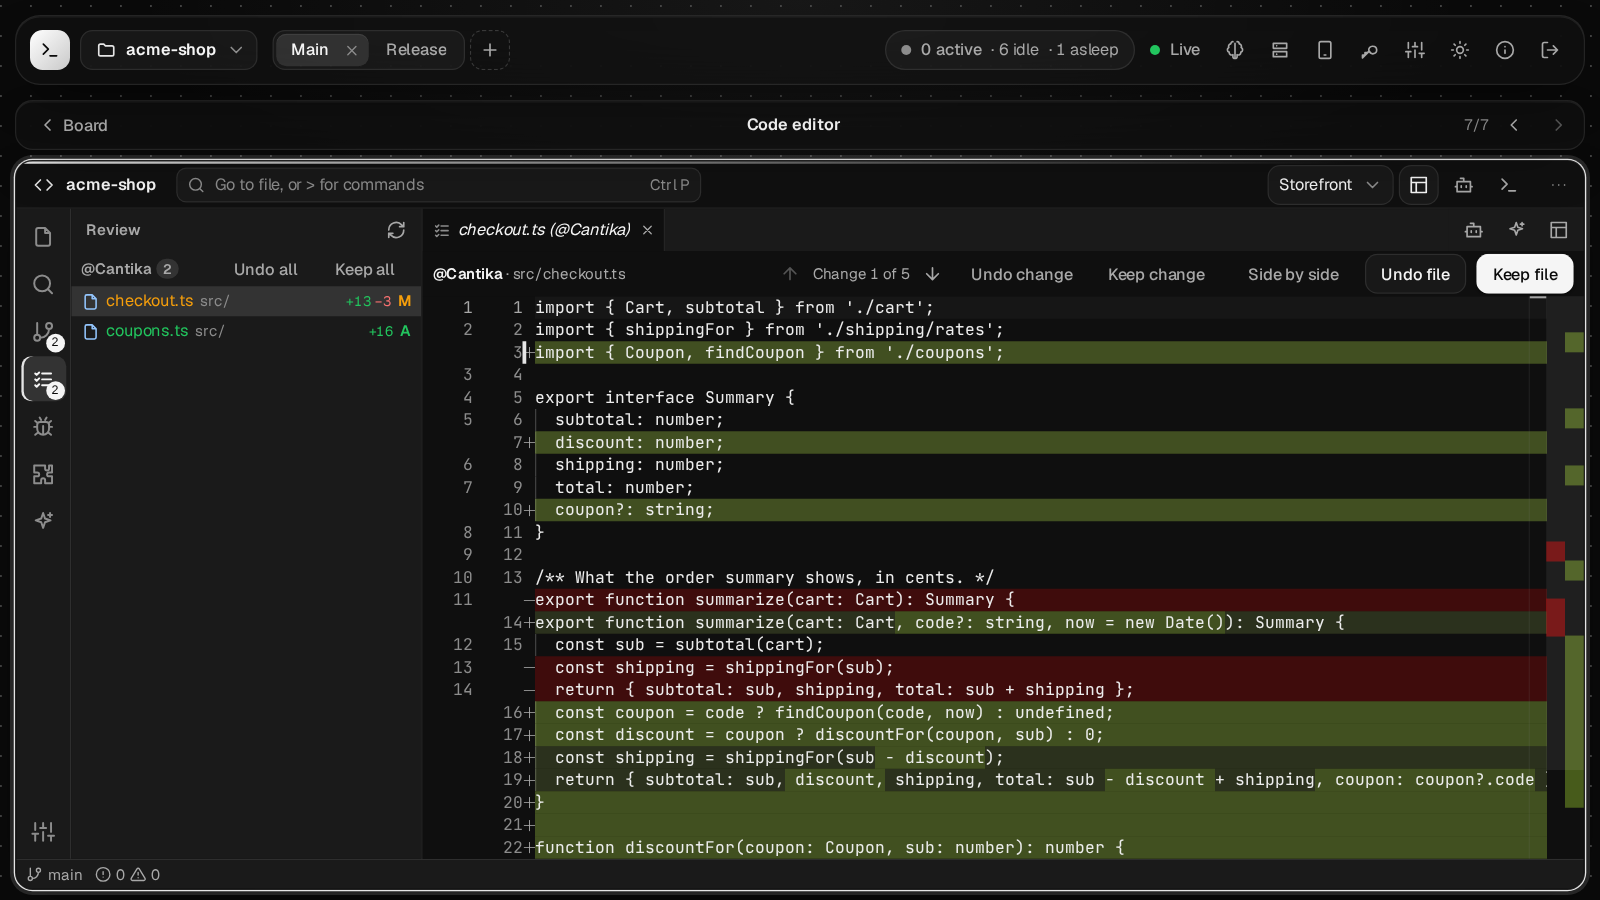 acme-shop
Main
Release
0 active · 6 idle · 1 asleep
Live
Board
Code editor
7/7
acme-shop
Go to file, or > for commands
Ctrl P
Storefront
Review
@Cantika 2
Undo all
Keep all
checkout.ts src/ +13 −3 M
coupons.ts src/ +16 A
2
2
checkout.ts (@Cantika)
@Cantika · src/checkout.ts
Change 1 of 5
Undo change
Keep change
Side by side
Undo file
Keep file
1 1 import { Cart, subtotal } from './cart';
2 2 import { shippingFor } from './shipping/rates';
3+ import { Coupon, findCoupon } from './coupons';
3 4
4 5 export interface Summary {
5 6 subtotal: number;
7+ discount: number;
6 8 shipping: number;
7 9 total: number;
10+ coupon?: string;
8 11 }
9 12
10 13 /** What the order summary shows, in cents. */
11 — export function summarize(cart: Cart): Summary {
14+ export function summarize(cart: Cart, code?: string, now = new Date()): Summary {
12 15 const sub = subtotal(cart);
13 — const shipping = shippingFor(sub);
14 — return { subtotal: sub, shipping, total: sub + shipping };
16+ const coupon = code ? findCoupon(code, now) : undefined;
17+ const discount = coupon ? discountFor(coupon, sub) : 0;
18+ const shipping = shippingFor(sub - discount);
19+ return { subtotal: sub, discount, shipping, total: sub - discount + shipping, coupon: coupon?.code
20+ }
21+
22+ function discountFor(coupon: Coupon, sub: number): number {
main 0 0